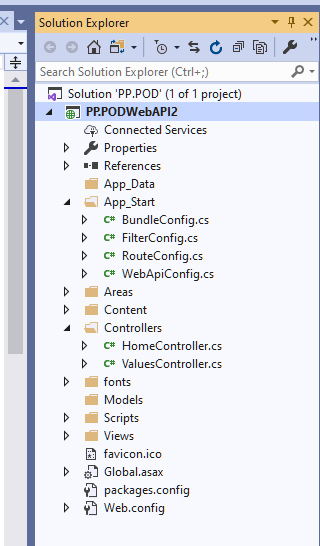 Solution Explorer
Search Solution Explorer (Ctrl+;)
Solution 'PP.POD' (1 of 1 project)
PP.PODWebAPI2
Connected Services
Properties
References
App_Data
App_Start
C# BundleConfig.cs
C# FilterConfig.cs
C# RouteConfig.cs
C# WebApiConfig.cs
Areas
Content
Controllers
C# HomeController.cs
C# ValuesController.cs
fonts
Models
Scripts
Views
favicon.ico
Global.asax
packages.config
Web.config